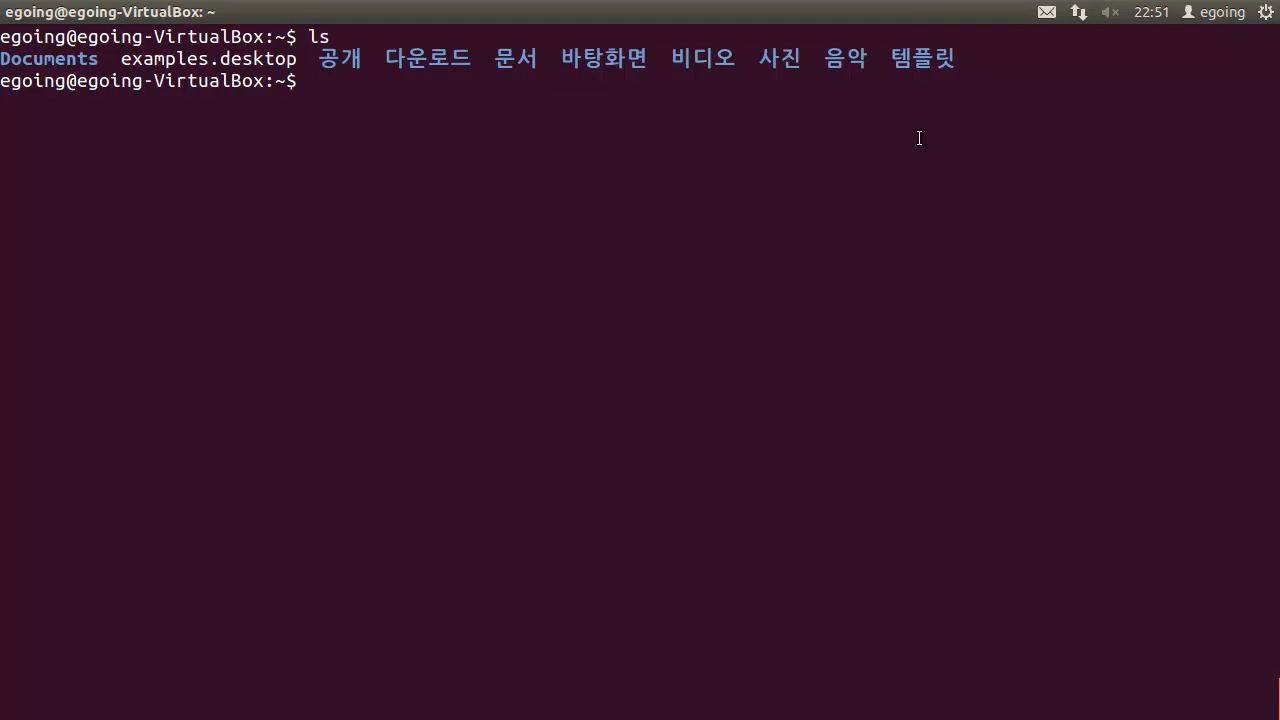 egoing@egoing-VirtualBox: ~
22:51 egoing
egoing@egoing-VirtualBox:~$ ls
Documents examples.desktop 공개 다운로드 문서 바탕화면 비디오 사진 음악 템플릿
egoing@egoing-VirtualBox:~$